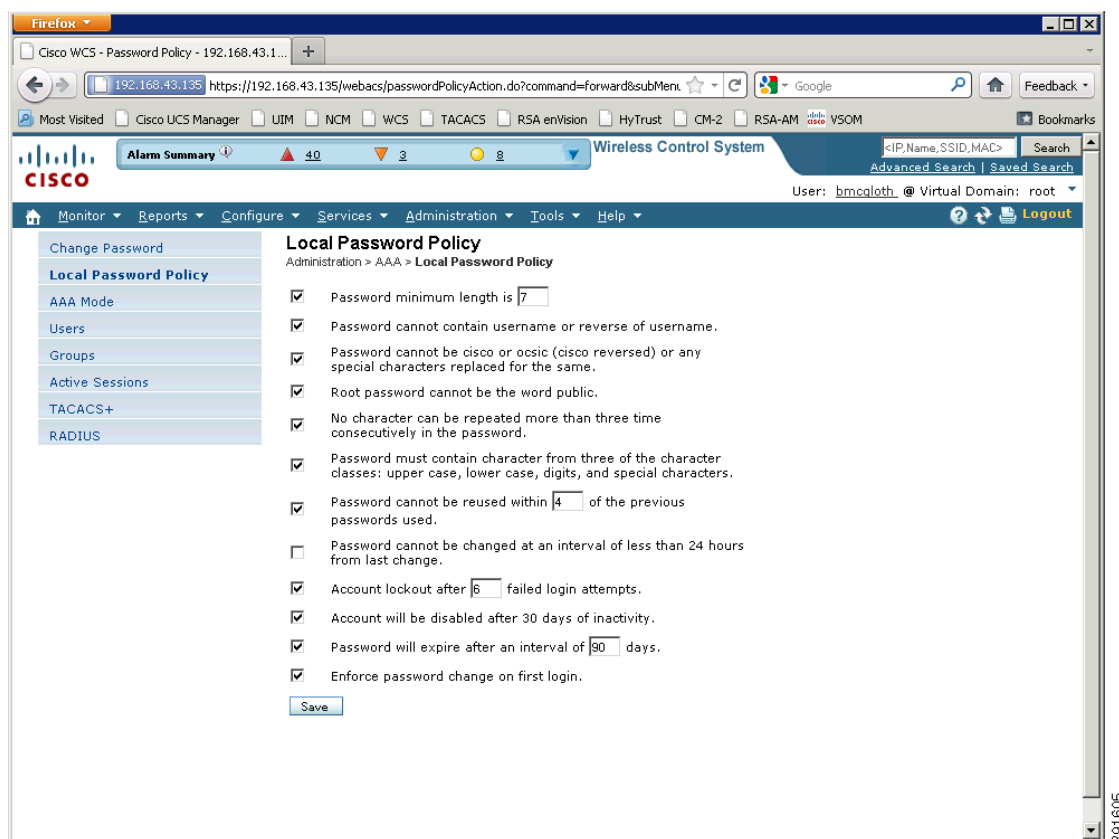 Firefox
Cisco WCS - Password Policy - 192.168.43.1... +
192.168.43.135 https://192.168.43.135/webacs/passwordPolicyAction.do?command=forward&subMenu Google Feedback
Most Visited Cisco UCS Manager UIM NCM WCS TACACS RSA enVision HyTrust CM-2 RSA-AM VSOM Bookmarks
CISCO
Alarm Summary 40 3 8
Wireless Control System
<IP,Name,SSID,MAC> Search
Advanced Search | Saved Search
User: bmcgloth @ Virtual Domain: root
Monitor Reports Configure Services Administration Tools Help Logout
Change Password
Local Password Policy
AAA Mode
Users
Groups
Active Sessions
TACACS+
RADIUS
Local Password Policy
Administration > AAA > Local Password Policy
Password minimum length is 7
Password cannot contain username or reverse of username.
Password cannot be cisco or ocsic (cisco reversed) or any
special characters replaced for the same.
Root password cannot be the word public.
No character can be repeated more than three time
consecutively in the password.
Password must contain character from three of the character
classes: upper case, lower case, digits, and special characters.
Password cannot be reused within 4 of the previous
passwords used.
Password cannot be changed at an interval of less than 24 hours
from last change.
Account lockout after 6 failed login attempts.
Account will be disabled after 30 days of inactivity.
Password will expire after an interval of 90 days.
Enforce password change on first login.
Save